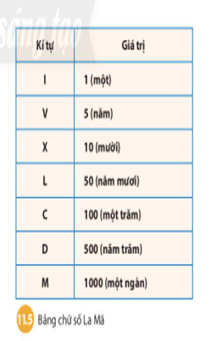 sáng tạo
Kí tự Giá trị
I 1 (một)
V 5 (năm)
X 10 (mười)
L 50 (năm mươi)
C 100 (một trăm)
D 500 (năm trăm)
M 1000 (một ngàn)
11.5 Bảng chữ số La Mã